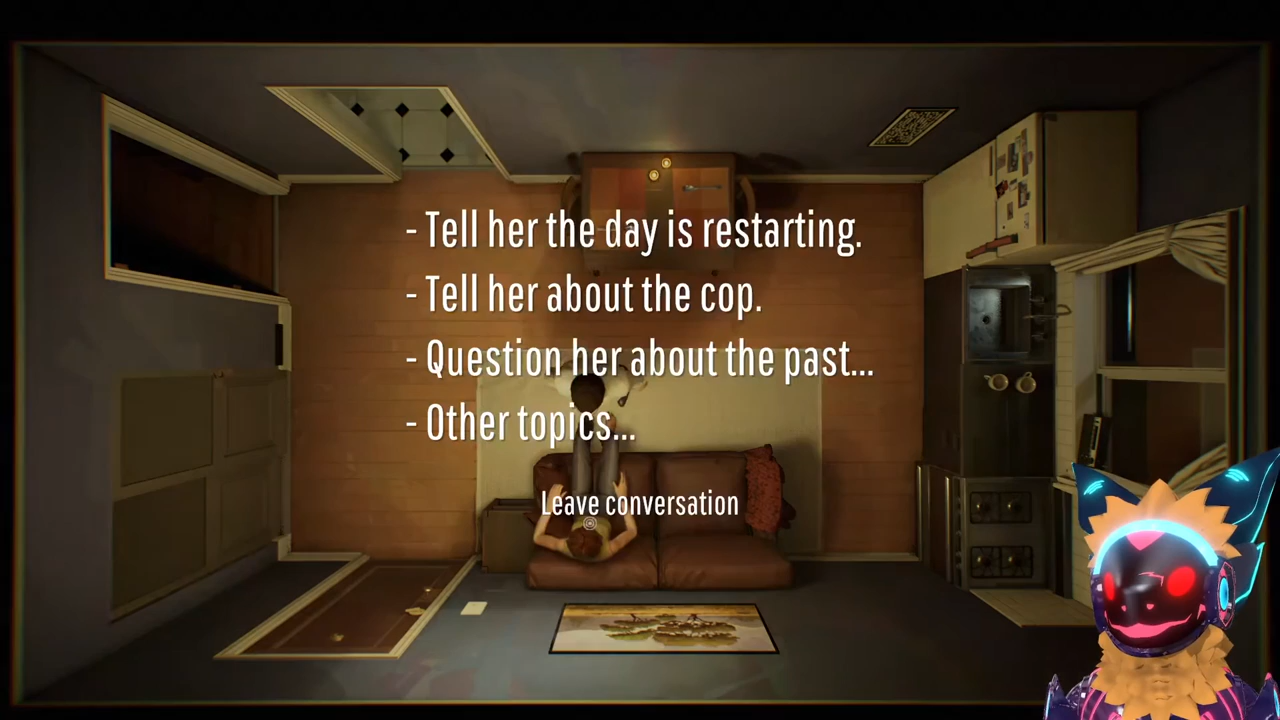 - Tell her the day is restarting.
- Tell her about the cop.
- Question her about the past...
- Other topics...
Leave conversation